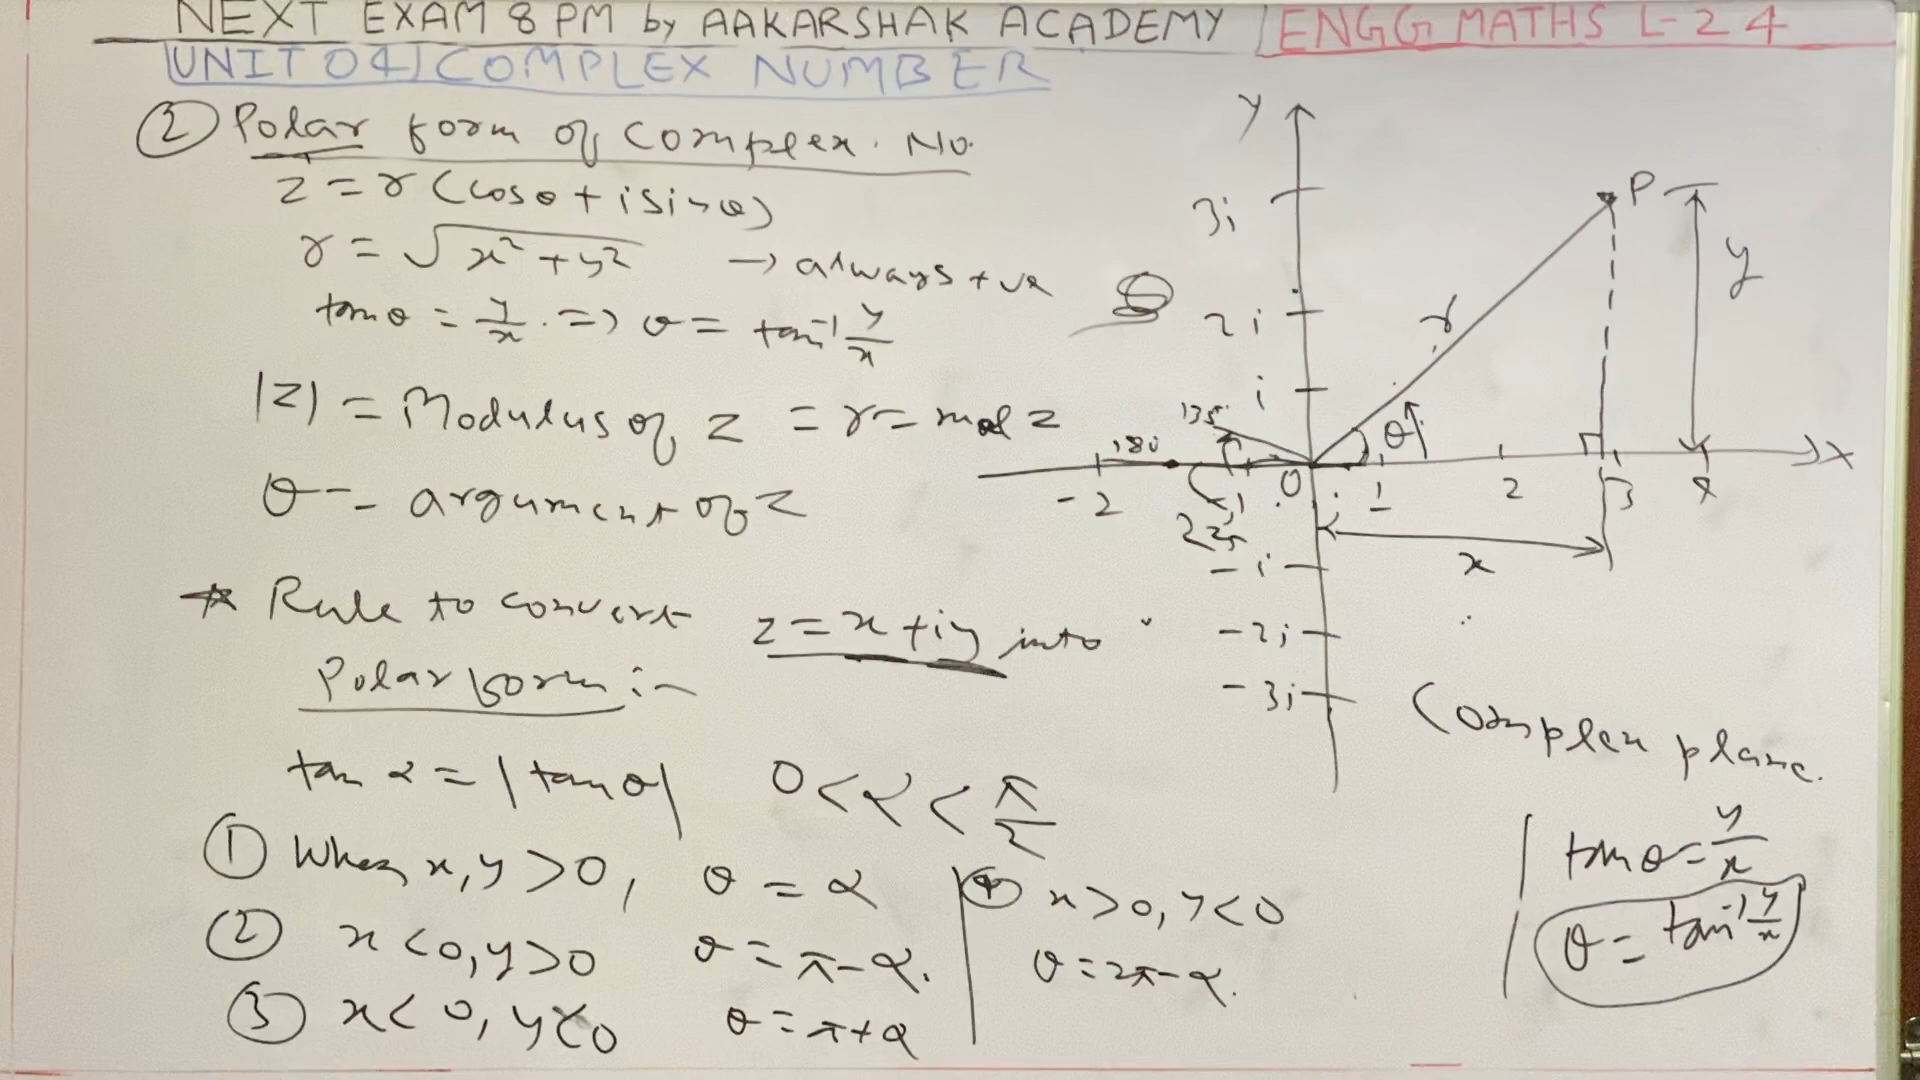 NEXT EXAM 8 PM by AAKARSHAK ACADEMY
ENGG MATHS L-24
UNIT 04 COMPLEX NUMBER
② Polar form of Complex. No.
z = r (cosθ + i sinθ)
r = √x² + y² → always +ve
tanθ = y/x . => θ = tan⁻¹ y/x
|z| = Modulus of z = r = mod z
θ = argument of z
* Rule to convert z = x + iy into
Polar form :-
tan α = |tan θ| 0 < α < π/2
① When x, y > 0, θ = α
② x < 0, y > 0 θ = π - α.
③ x < 0, y < 0 θ = π + α
④ x > 0, y < 0
θ = 2π - α.
y
3i
P
y
2i
r
i
135
180
θ
x
-2
-1
0
1
2
3
4
225
x
-i
-2i
-3i
Complex plane.
tanθ = y/x
θ = tan⁻¹ y/x